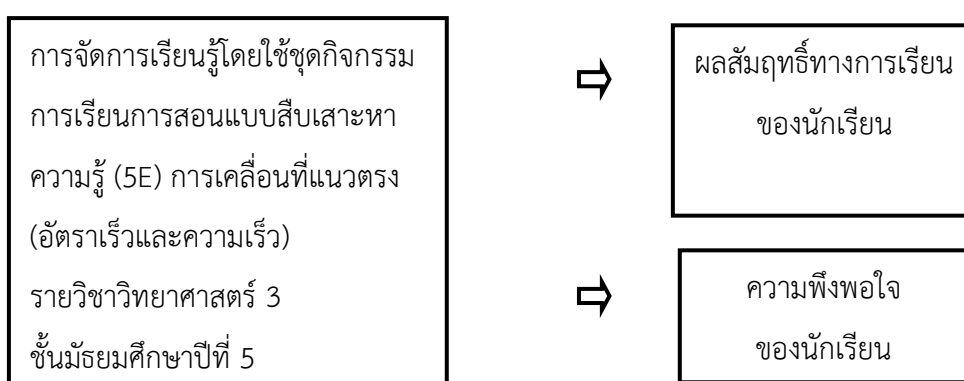 การจัดการเรียนรู้โดยใช้ชุดกิจกรรม
การเรียนการสอนแบบสืบเสาะหา
ความรู้ (5E) การเคลื่อนที่แนวตรง
(อัตราเร็วและความเร็ว)
รายวิชาวิทยาศาสตร์ 3
ชั้นมัธยมศึกษาปีที่ 5
ผลสัมฤทธิ์ทางการเรียน
ของนักเรียน
ความพึงพอใจ
ของนักเรียน